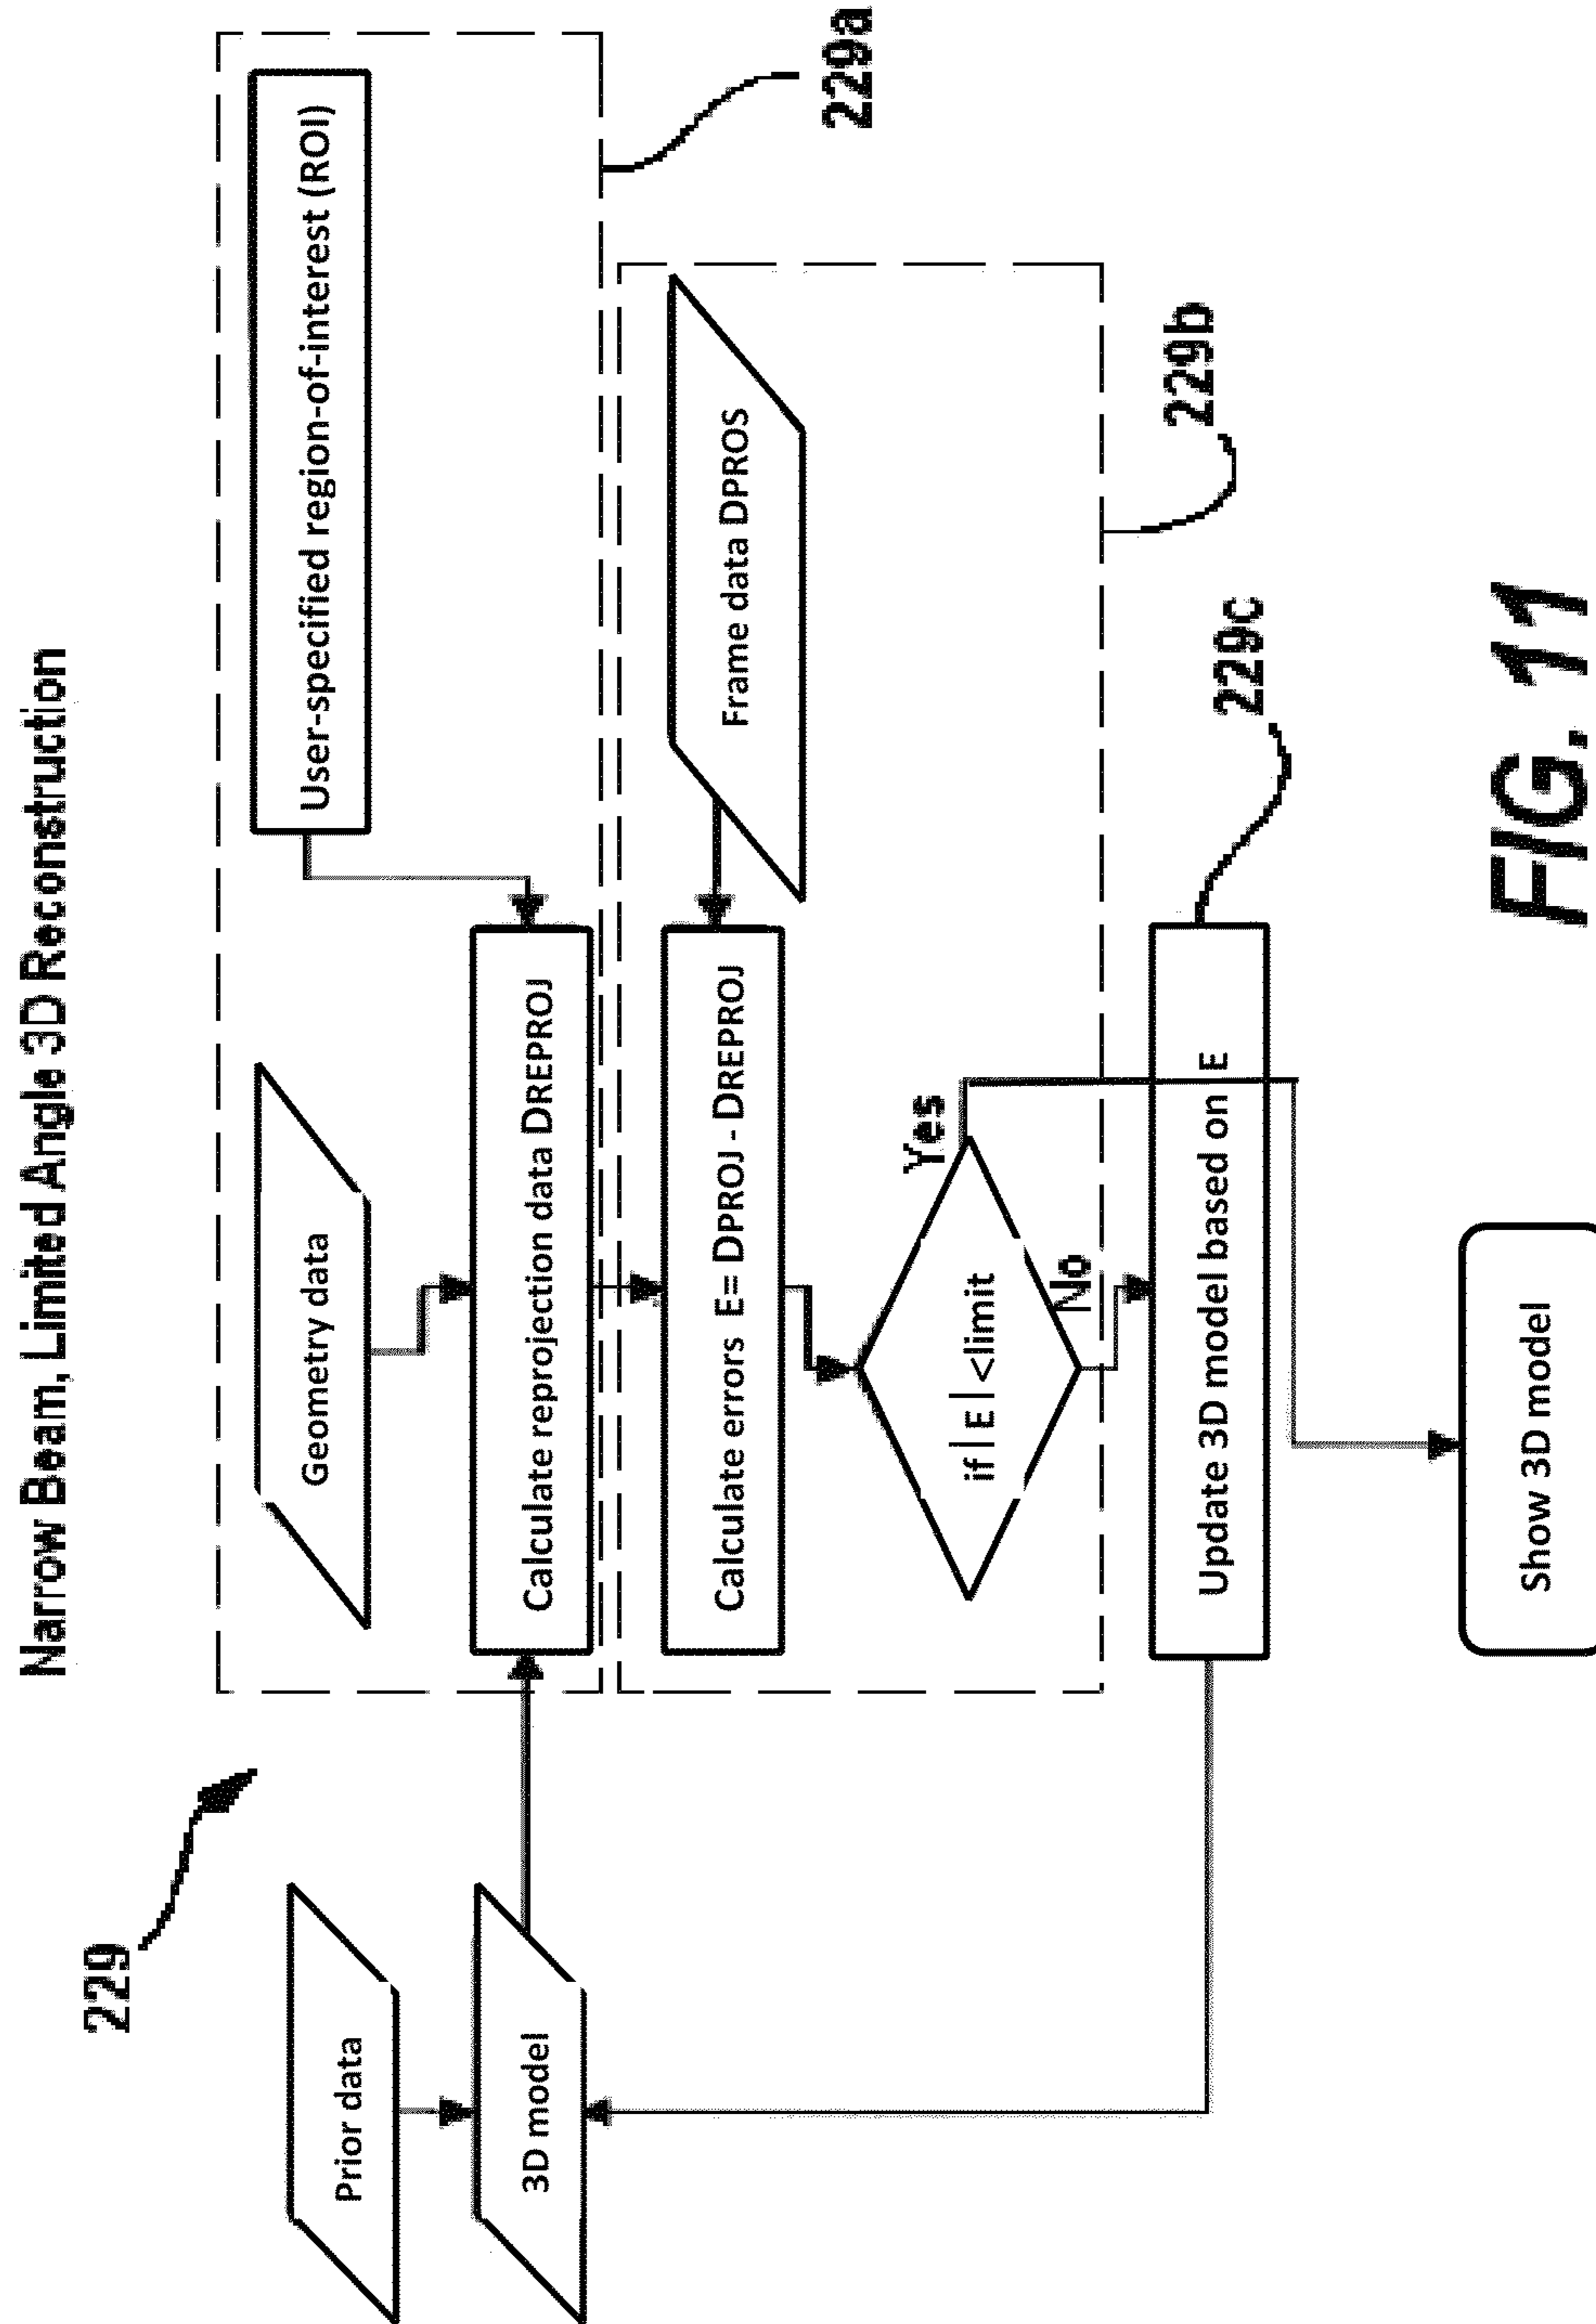 Narrow Beam, Limited Angle 3D Reconstruction
229
Prior data
Geometry data
User-specified region-of-interest (ROI)
3D model
Calculate reprojection data DREPROJ
229a
Calculate errors E= DPROJ - DREPROJ
Frame data DPROS
if|E|<limit
Yes
No
229b
Update 3D model based on E
229c
Show 3D model
FIG. 11